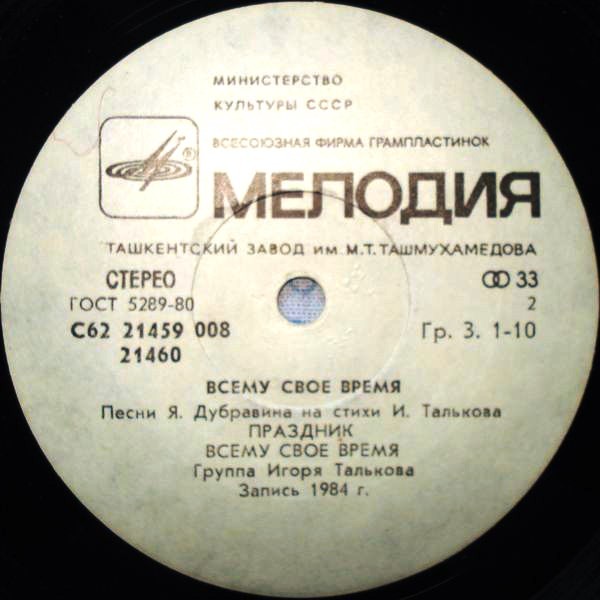 МИНИСТЕРСТВО
КУЛЬТУРЫ СССР
ВСЕСОЮЗНАЯ ФИРМА ГРАМПЛАСТИНОК
®
МЕЛОДИЯ
ТАШКЕНТСКИЙ ЗАВОД ИМ. М.Т. ТАШМУХАМЕДОВА
СТЕРЕО
33
ГОСТ 5289-80
2
С62 21459 008
Гр. 3. 1-10
21460
ВСЕМУ СВОЕ ВРЕМЯ
Песни Я. Дубравина на стихи И. Талькова
ПРАЗДНИК
ВСЕМУ СВОЕ ВРЕМЯ
Группа Игоря Талькова
Запись 1984 г.